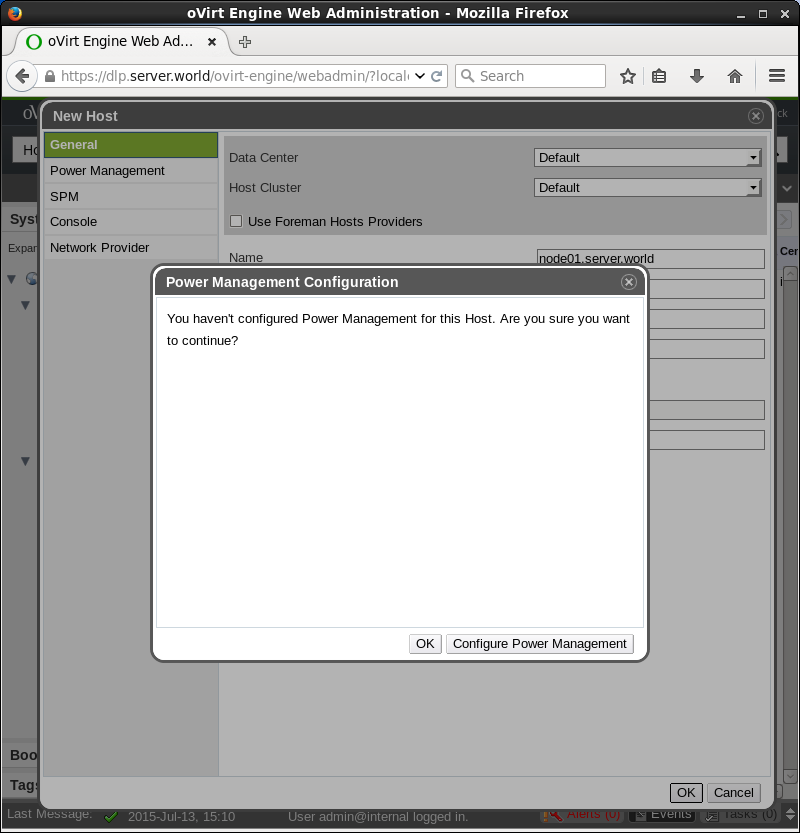 oVirt Engine Web Administration - Mozilla Firefox
oVirt Engine Web Ad...
https://dlp.server.world/ovirt-engine/webadmin/?local
Search
New Host
General
Power Management
SPM
Console
Network Provider
Data Center
Default
Host Cluster
Default
Use Foreman Hosts Providers
Name
node01.server.world
Syst
Expan
Cer
Power Management Configuration
You haven't configured Power Management for this Host. Are you sure you want
to continue?
OK
Configure Power Management
Boo
Tags
OK
Cancel
Last Message:
2015-Jul-13, 15:10
User admin@internal logged in.
Alerts (0)
Events
Tasks (0)